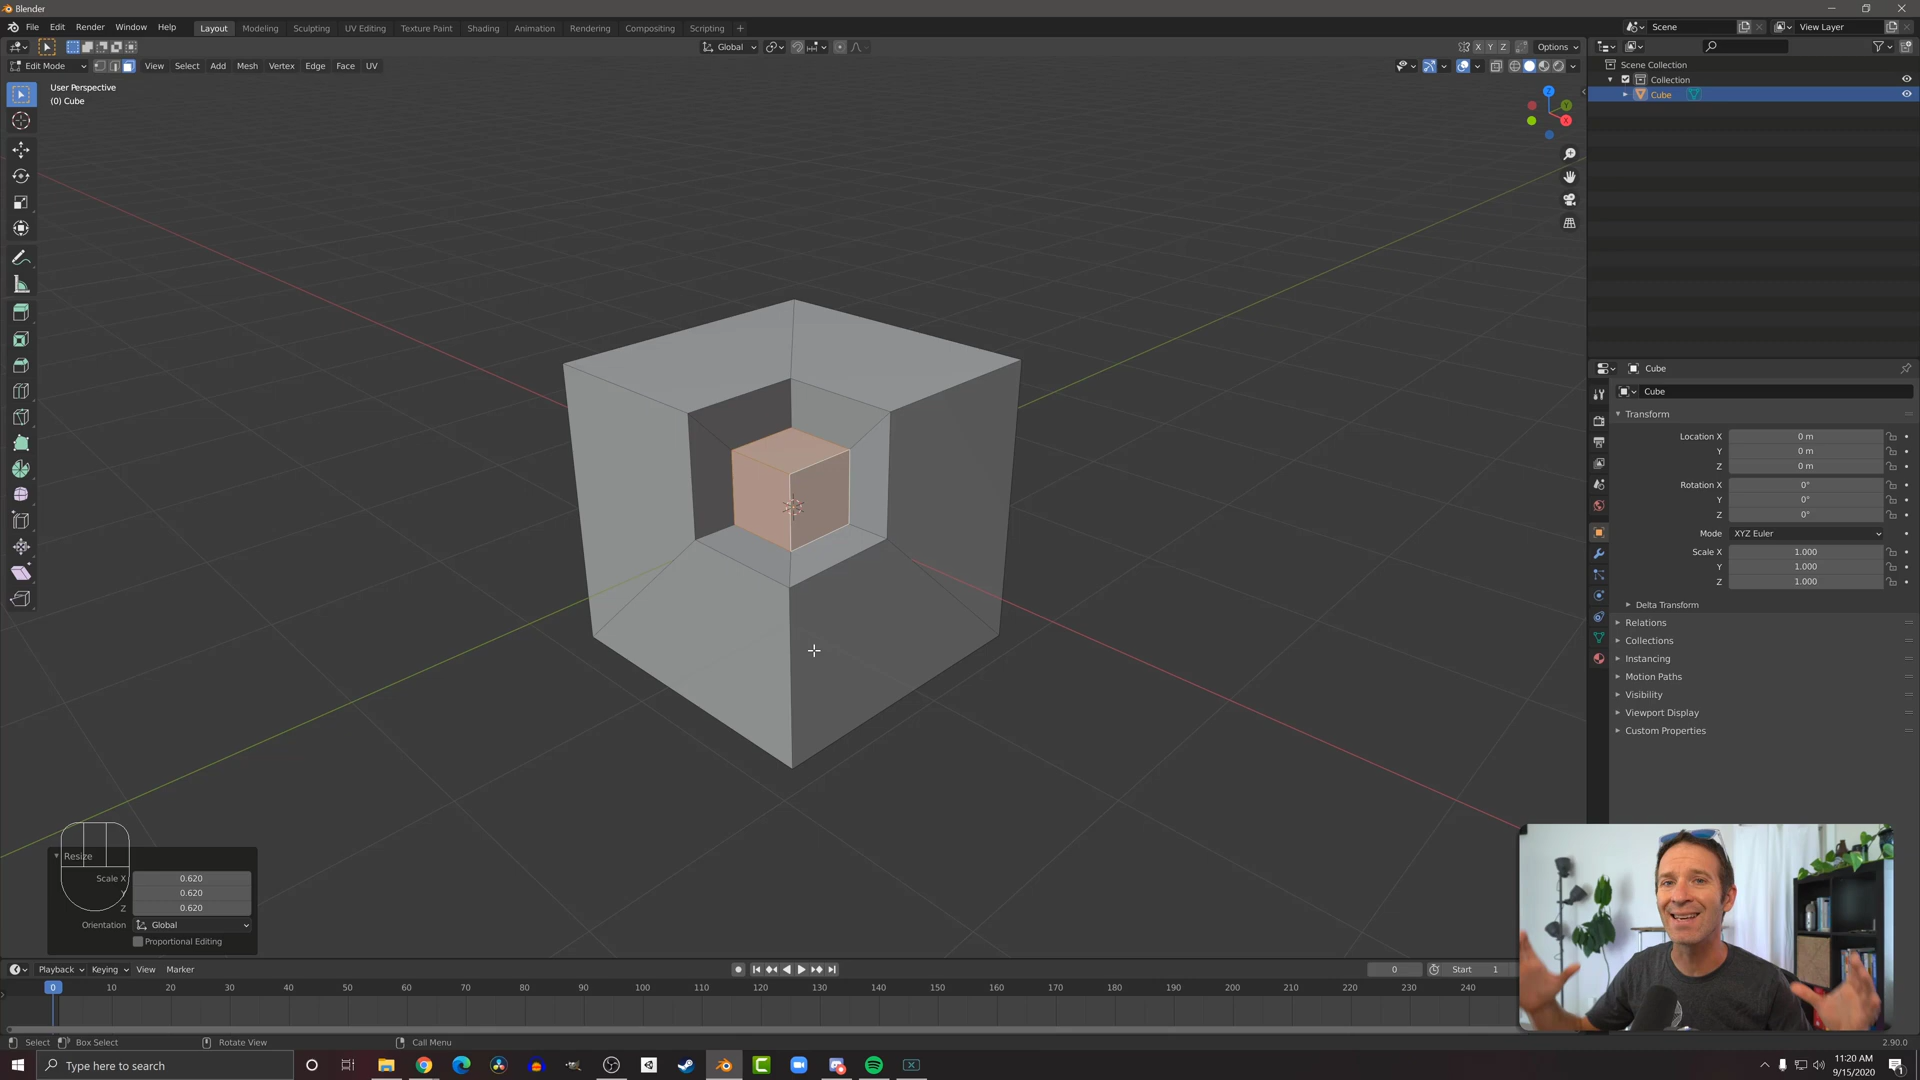 Blender
File Edit Render Window Help Layout Modeling Sculpting UV Editing Texture Paint Shading Animation Rendering Compositing Scripting + Scene View Layer
Global X Y Z Options
Edit Mode View Select Add Mesh Vertex Edge Face UV
User Perspective
(0) Cube
Z
Y
X
Scene Collection
Collection
Cube
Cube
Cube
Transform
Location X 0 m
Y 0 m
Z 0 m
Rotation X 0°
Y 0°
Z 0°
Mode XYZ Euler
Scale X 1.000
Y 1.000
Z 1.000
Delta Transform
Relations
Collections
Instancing
Motion Paths
Visibility
Viewport Display
Custom Properties
Resize
Scale X 0.620
Y 0.620
Z 0.620
Orientation Global
Proportional Editing
Playback Keying View Marker 0 Start 1
0 10 20 30 40 50 60 70 80 90 100 110 120 130 140 150 160 170 180 190 200 210 220 230 240
Select Box Select Rotate View Call Menu 2.90.0
Type here to search
11:20 AM
9/15/2020
1